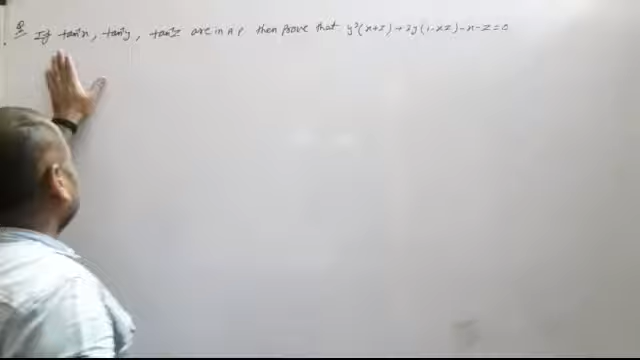 Q If tan⁻¹x, tan⁻¹y, tan⁻¹z are in A.P then prove that y²(x+z)+2y(1-xz)-x-z=0